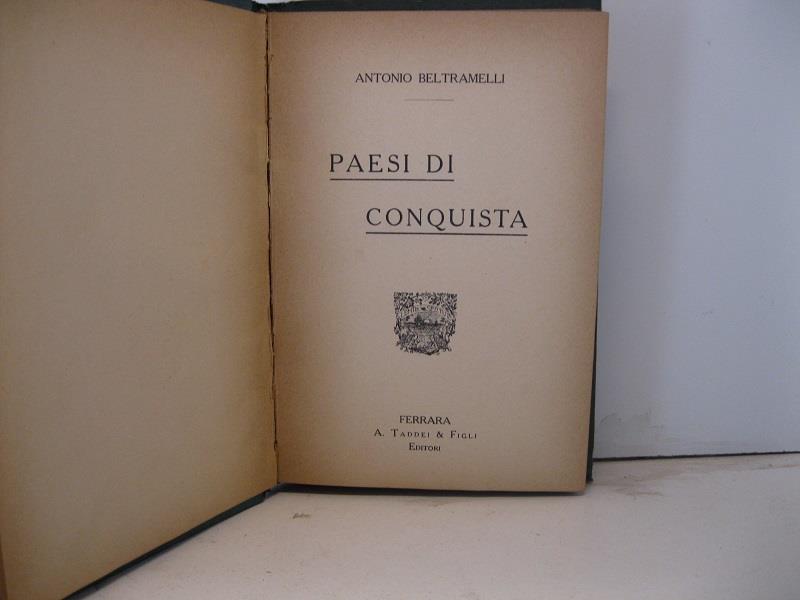 ANTONIO BELTRAMELLI
PAESI DI
CONQUISTA
FERRARA
A. TADDEI & FIGLI
EDITORI